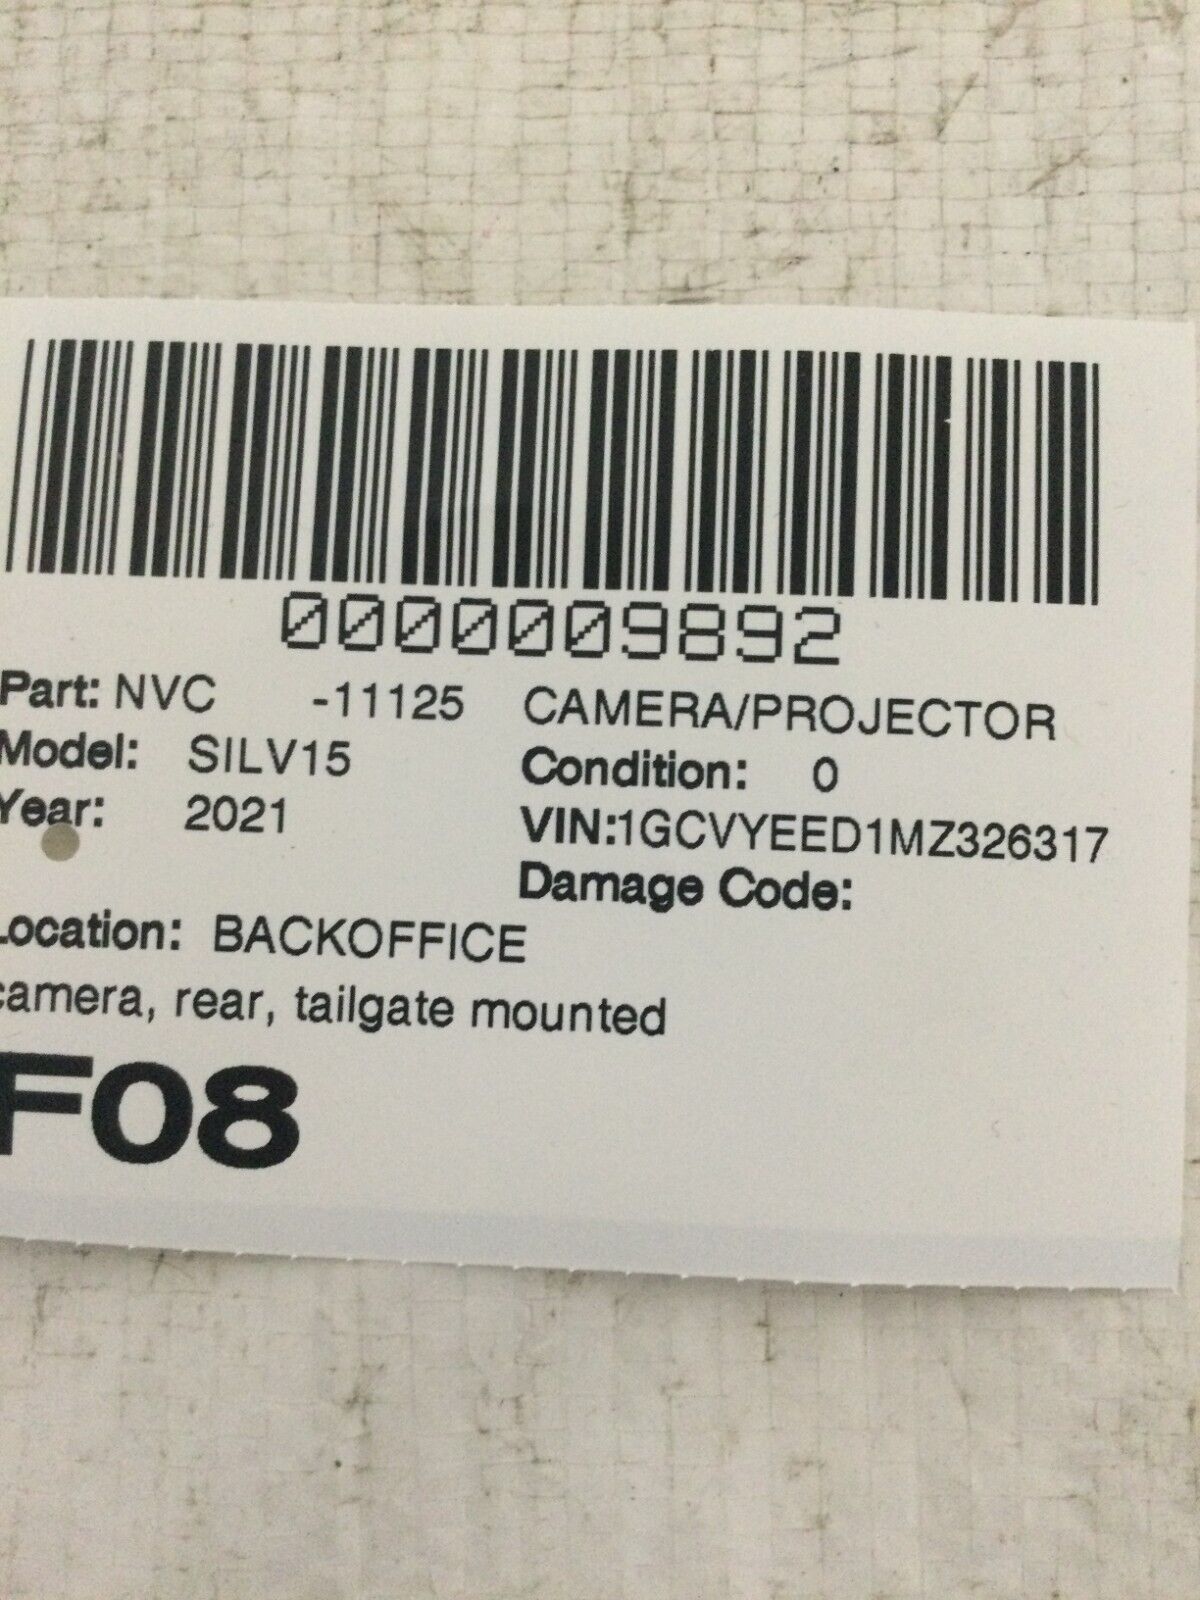 0000009892
Part: NVC -11125 CAMERA/PROJECTOR
Model: SILV15 Condition: 0
Year: 2021 VIN:1GCVYEED1MZ326317
Damage Code:
Location: BACKOFFICE
camera, rear, tailgate mounted
F08